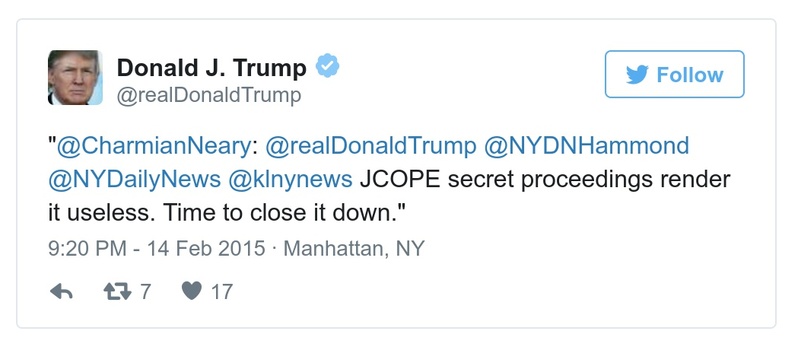 Donald J. Trump
@realDonaldTrump
Follow
"@CharmianNeary: @realDonaldTrump @NYDNHammond
@NYDailyNews @klnynews JCOPE secret proceedings render
it useless. Time to close it down."
9:20 PM - 14 Feb 2015 · Manhattan, NY
7
17